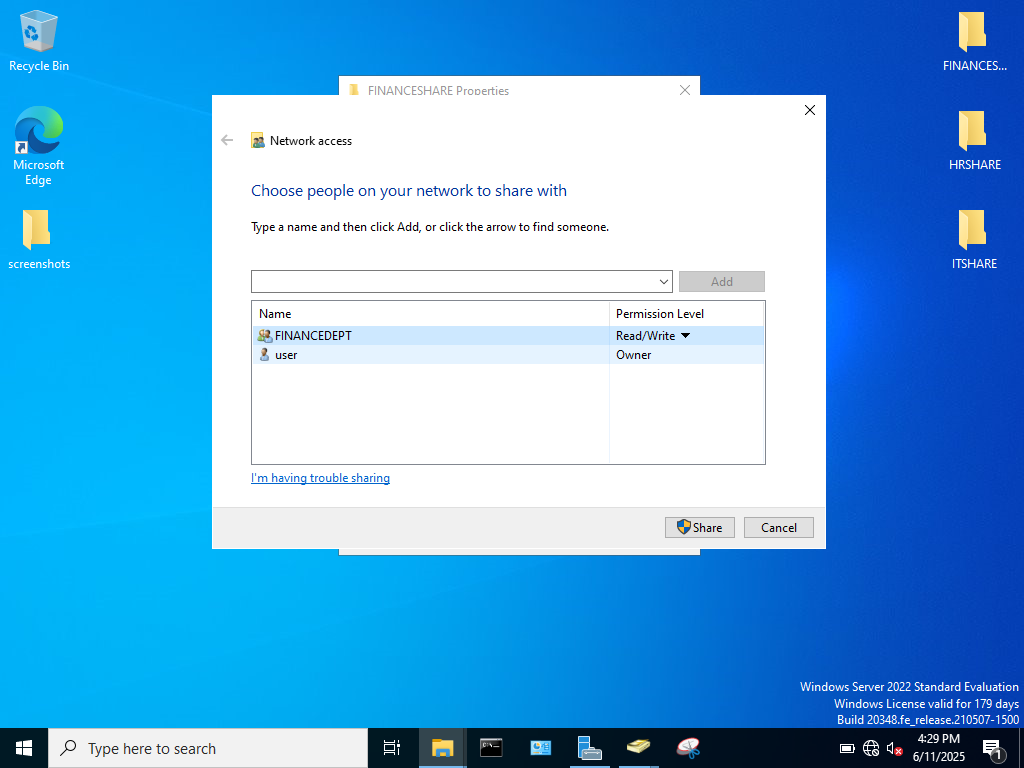 Recycle Bin
Microsoft
Edge
screenshots
FINANCES...
HRSHARE
ITSHARE
FINANCESHARE Properties
Network access
Choose people on your network to share with
Type a name and then click Add, or click the arrow to find someone.
Add
Name Permission Level
FINANCEDEPT Read/Write
user Owner
I'm having trouble sharing
Share Cancel
Windows Server 2022 Standard Evaluation
Windows License valid for 179 days
Build 20348.fe_release.210507-1500
Type here to search
4:29 PM
6/11/2025
1